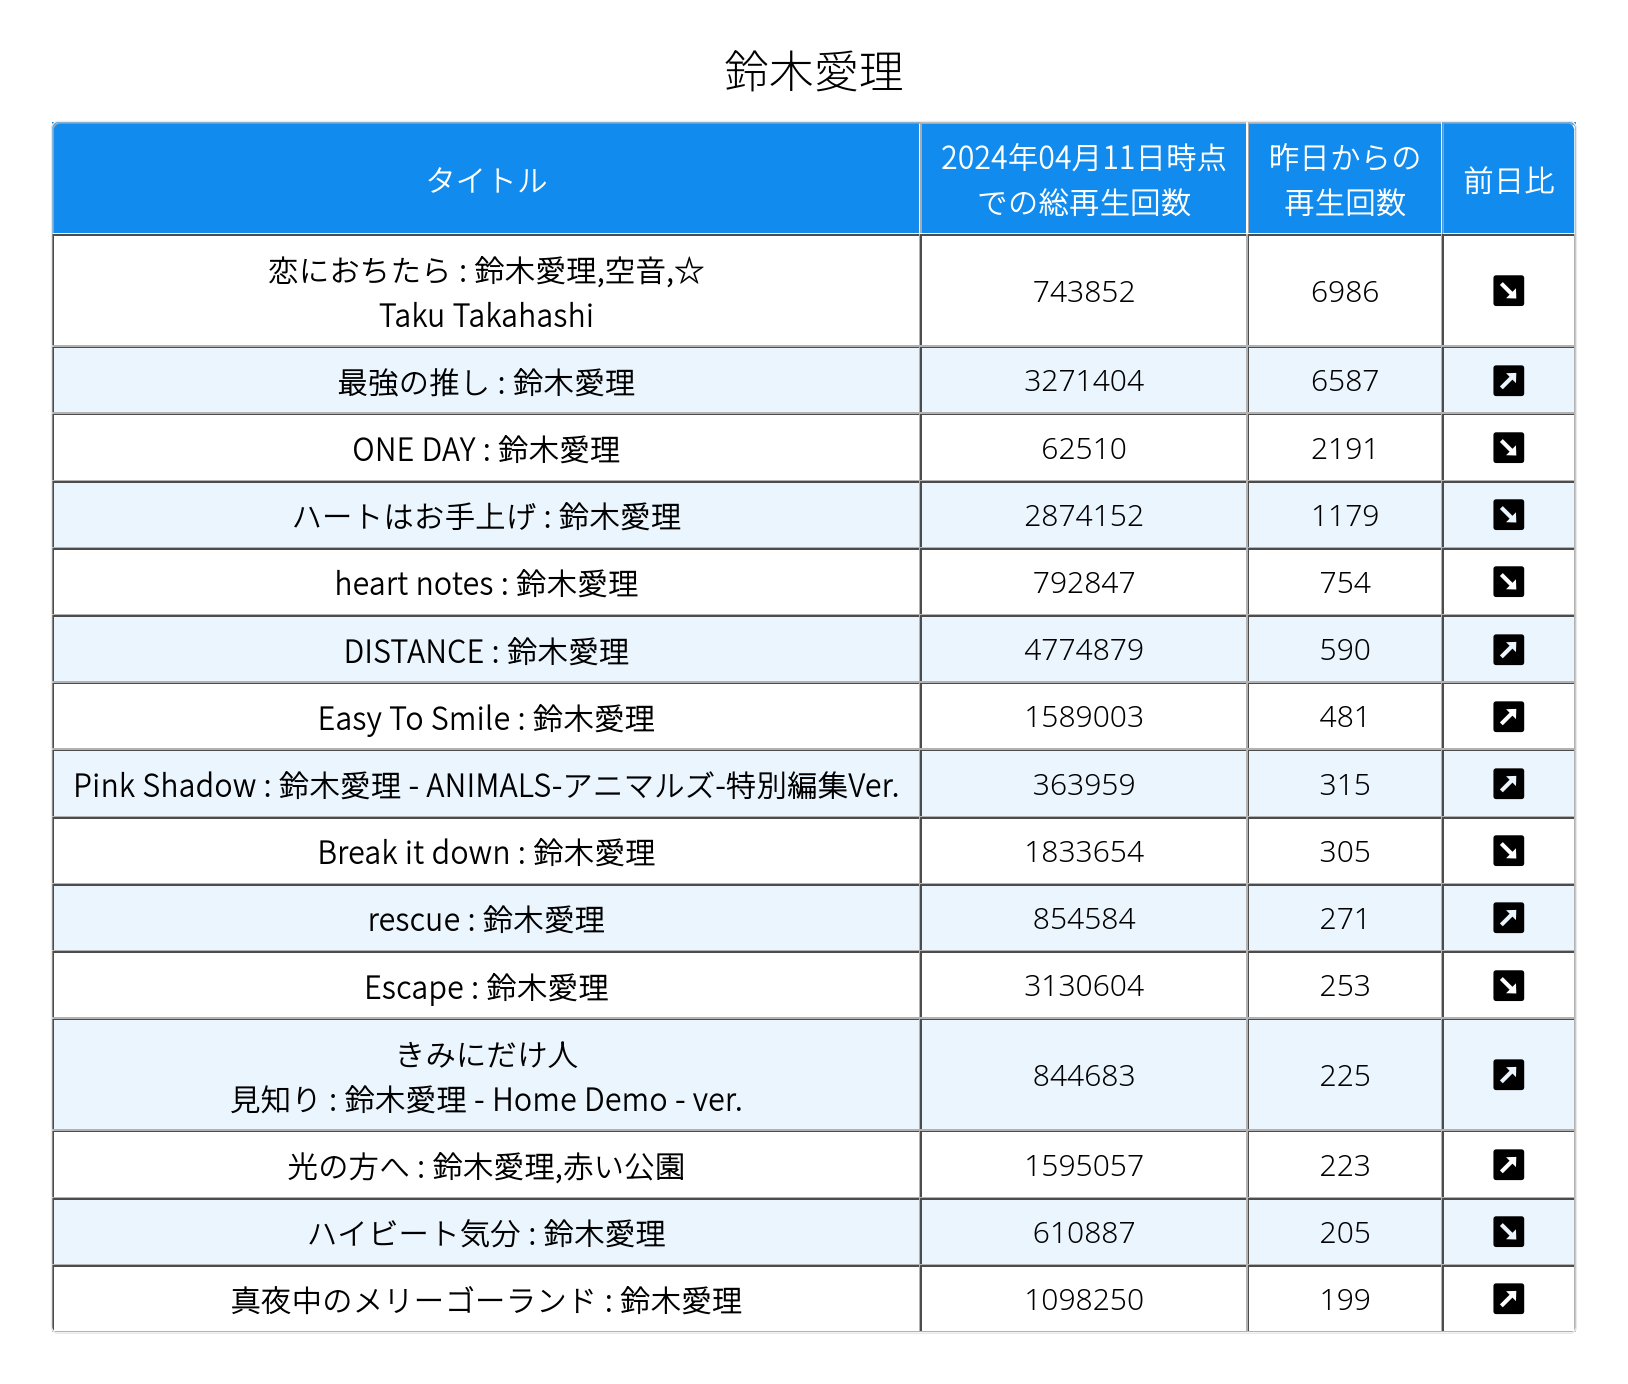 鈴木愛理
タイトル
2024年04月11日時点
での総再生回数
昨日からの
再生回数
前日比
恋におちたら : 鈴木愛理,空音,☆
Taku Takahashi
743852
6986
最強の推し : 鈴木愛理
3271404
6587
ONE DAY : 鈴木愛理
62510
2191
ハートはお手上げ : 鈴木愛理
2874152
1179
heart notes : 鈴木愛理
792847
754
DISTANCE : 鈴木愛理
4774879
590
Easy To Smile : 鈴木愛理
1589003
481
Pink Shadow : 鈴木愛理 - ANIMALS-アニマルズ-特別編集Ver.
363959
315
Break it down : 鈴木愛理
1833654
305
rescue : 鈴木愛理
854584
271
Escape : 鈴木愛理
3130604
253
きみにだけ人
見知り : 鈴木愛理 - Home Demo - ver.
844683
225
光の方へ : 鈴木愛理,赤い公園
1595057
223
ハイビート気分 : 鈴木愛理
610887
205
真夜中のメリーゴーランド : 鈴木愛理
1098250
199